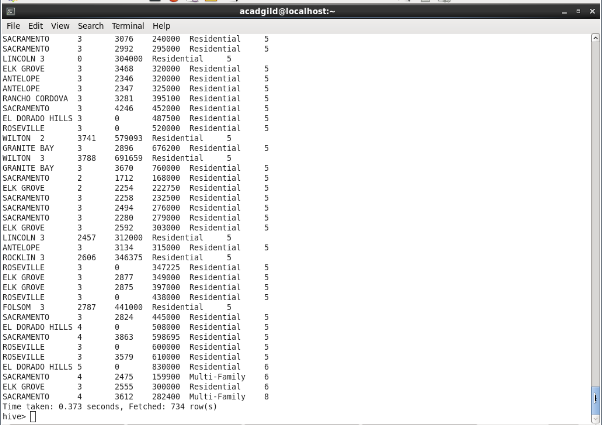 acadgild@localhost:~
File Edit View Search Terminal Help
SACRAMENTO 3 3076 240000 Residential 5
SACRAMENTO 3 2992 295000 Residential 5
LINCOLN 3 0 304000 Residential 5
ELK GROVE 3 3468 320000 Residential 5
ANTELOPE 3 2346 320000 Residential 5
ANTELOPE 3 2347 325000 Residential 5
RANCHO CORDOVA 3 3281 395100 Residential 5
SACRAMENTO 3 4246 452000 Residential 5
EL DORADO HILLS 3 0 487500 Residential 5
ROSEVILLE 3 0 520000 Residential 5
WILTON 2 3741 579093 Residential 5
GRANITE BAY 3 2896 676200 Residential 5
WILTON 3 3788 691659 Residential 5
GRANITE BAY 3 3670 760000 Residential 5
SACRAMENTO 2 1712 168000 Residential 5
ELK GROVE 2 2254 222750 Residential 5
SACRAMENTO 3 2258 232500 Residential 5
SACRAMENTO 3 2494 276000 Residential 5
SACRAMENTO 3 2280 279000 Residential 5
ELK GROVE 3 2592 303000 Residential 5
LINCOLN 3 2457 312000 Residential 5
ANTELOPE 3 3134 315000 Residential 5
ROCKLIN 3 2606 346375 Residential 5
ROSEVILLE 3 0 347225 Residential 5
ELK GROVE 3 2877 349000 Residential 5
ELK GROVE 3 2875 397000 Residential 5
ROSEVILLE 3 0 438000 Residential 5
FOLSOM 3 2787 441000 Residential 5
SACRAMENTO 3 2824 445000 Residential 5
EL DORADO HILLS 4 0 508000 Residential 5
SACRAMENTO 4 3863 598695 Residential 5
ROSEVILLE 3 0 600000 Residential 5
ROSEVILLE 3 3579 610000 Residential 5
EL DORADO HILLS 5 0 830000 Residential 6
SACRAMENTO 4 2475 159900 Multi-Family 6
ELK GROVE 3 2555 300000 Residential 6
SACRAMENTO 4 3612 282400 Multi-Family 8
Time taken: 0.373 seconds, Fetched: 734 row(s)
hive>